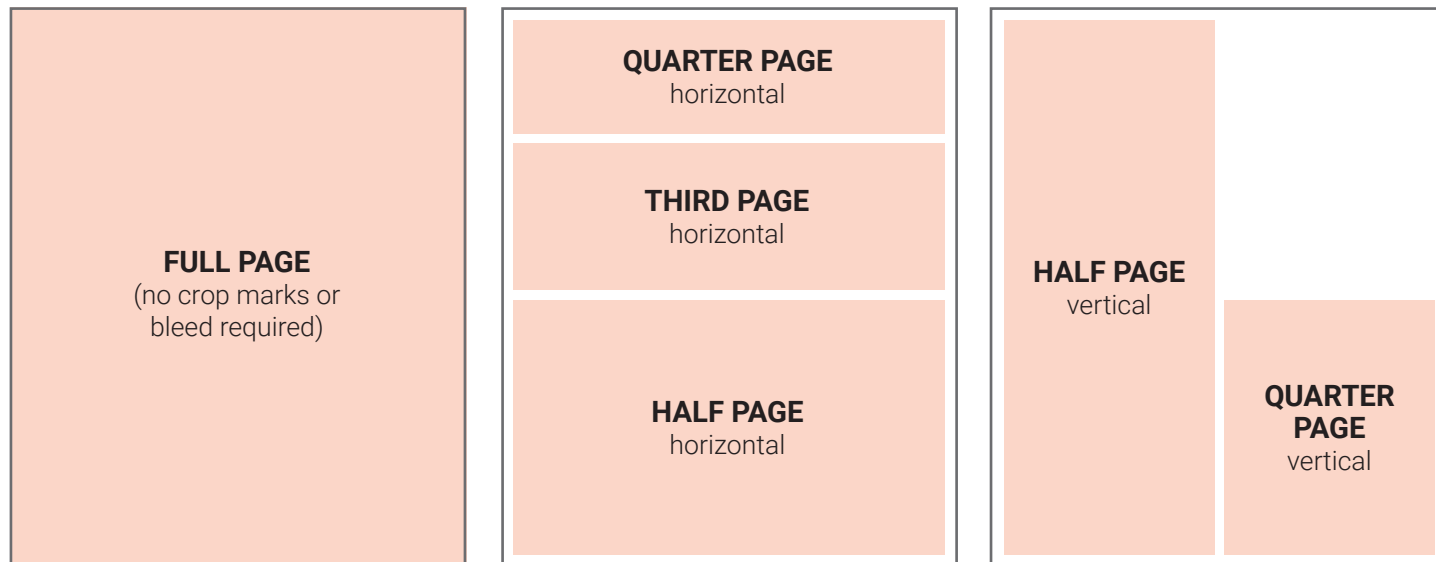 FULL PAGE
(no crop marks or
bleed required)
QUARTER PAGE
horizontal
THIRD PAGE
horizontal
HALF PAGE
horizontal
HALF PAGE
vertical
QUARTER
PAGE
vertical